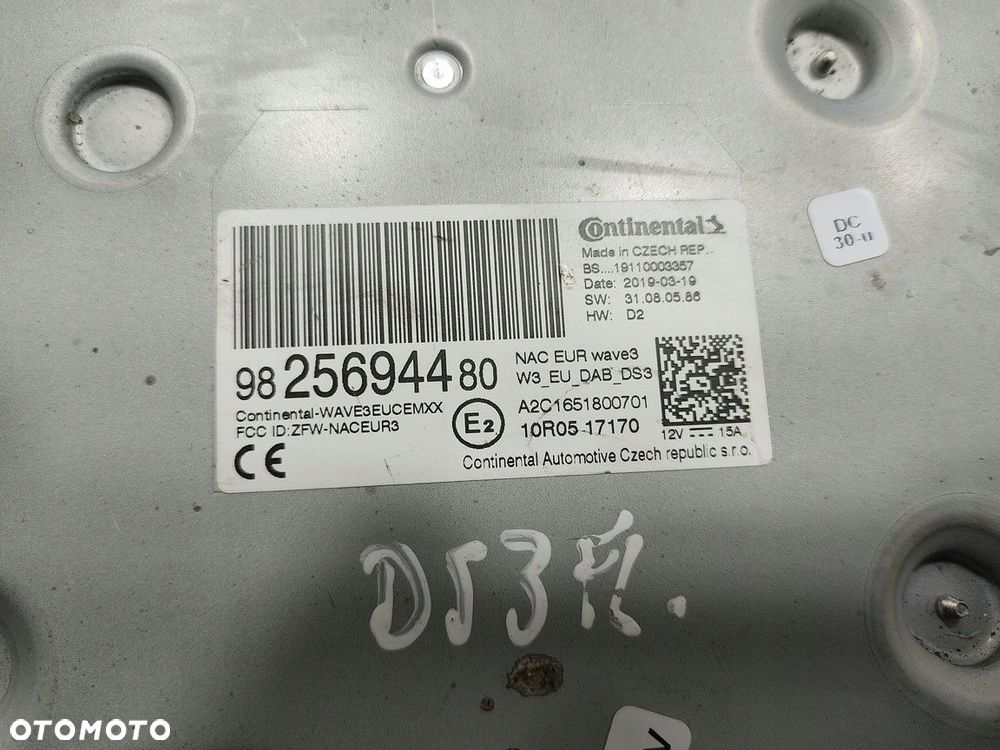 Continental
Made in CZECH REP..
BS....19110003357
Date: 2019-03-19
SW: 31.08.05.86
HW: D2
98 256944 80
NAC EUR wave3
W3_EU_DAB_DS3
Continental-WAVE3EUCEMXX
FCC ID:ZFW-NACEUR3
E2
A2C1651800701
10R05 17170
12V 15A
CE
Continental Automotive Czech republic s.r.o.
DC
30-u
DS3
V
OTOMOTO